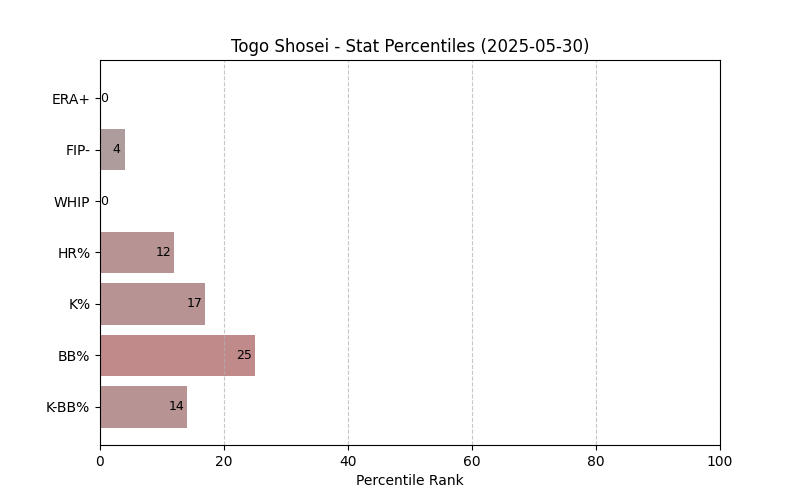 Togo Shosei - Stat Percentiles (2025-05-30)
ERA+ 0
FIP- 4
WHIP 0
HR% 12
K% 17
BB% 25
K-BB% 14
0 20 40 60 80 100
Percentile Rank